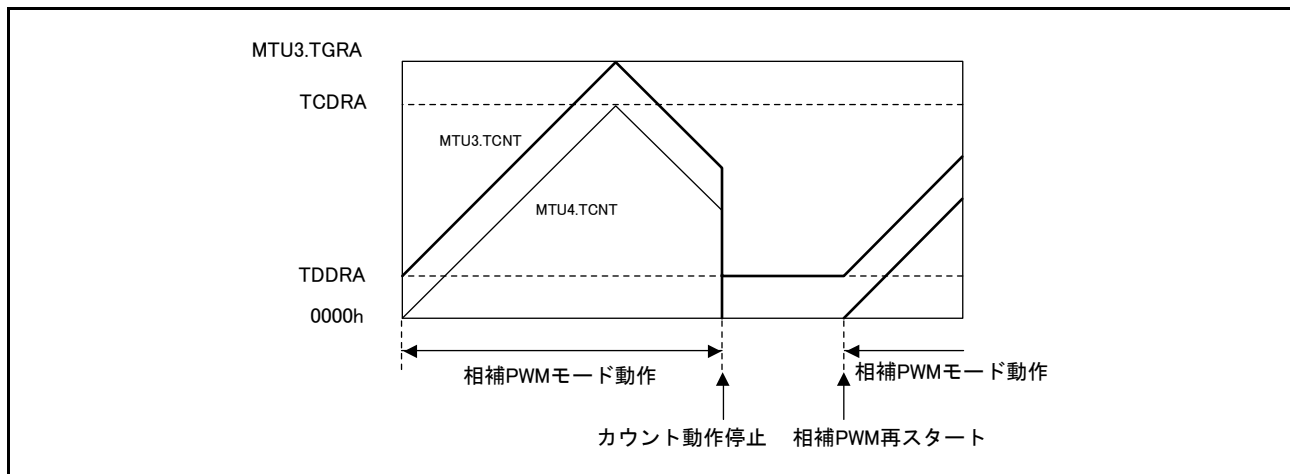 MTU3.TGRA
TCDRA
MTU3.TCNT
MTU4.TCNT
TDDRA
0000h
相補PWMモード動作
相補PWMモード動作
カウント動作停止
相補PWM再スタート